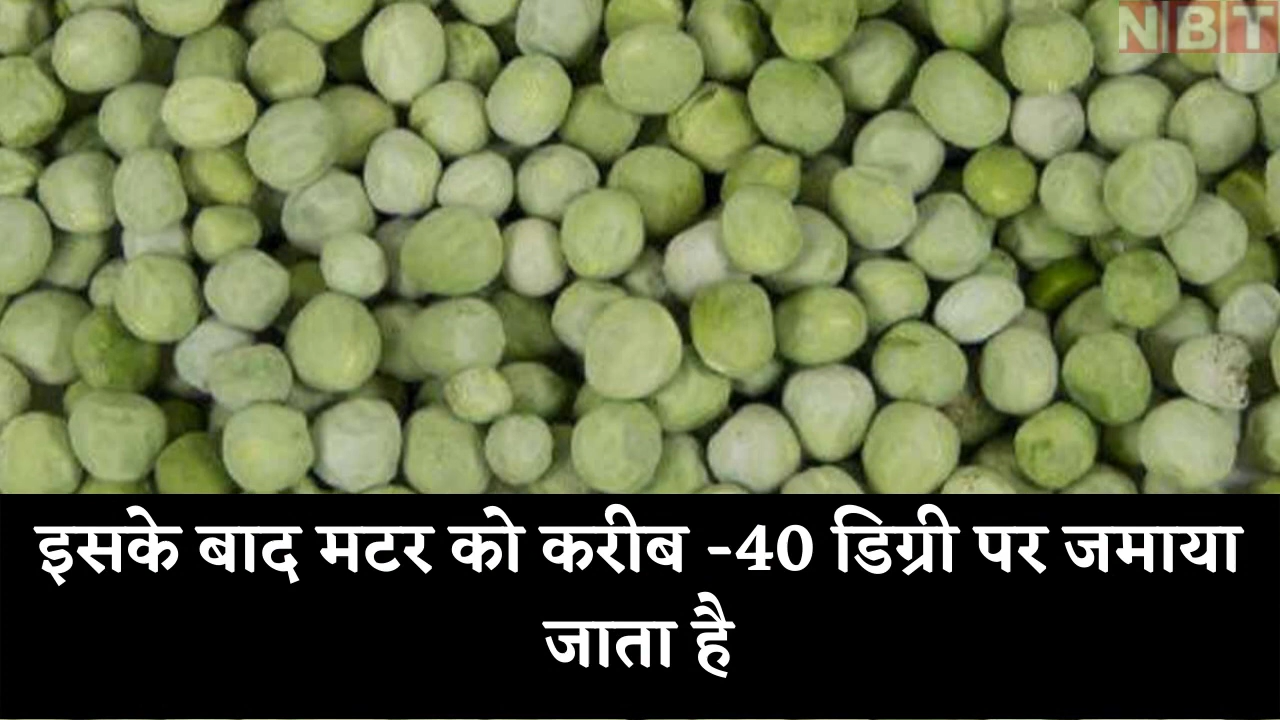 NBT
इसके बाद मटर को करीब -40 डिग्री पर जमाया
जाता है